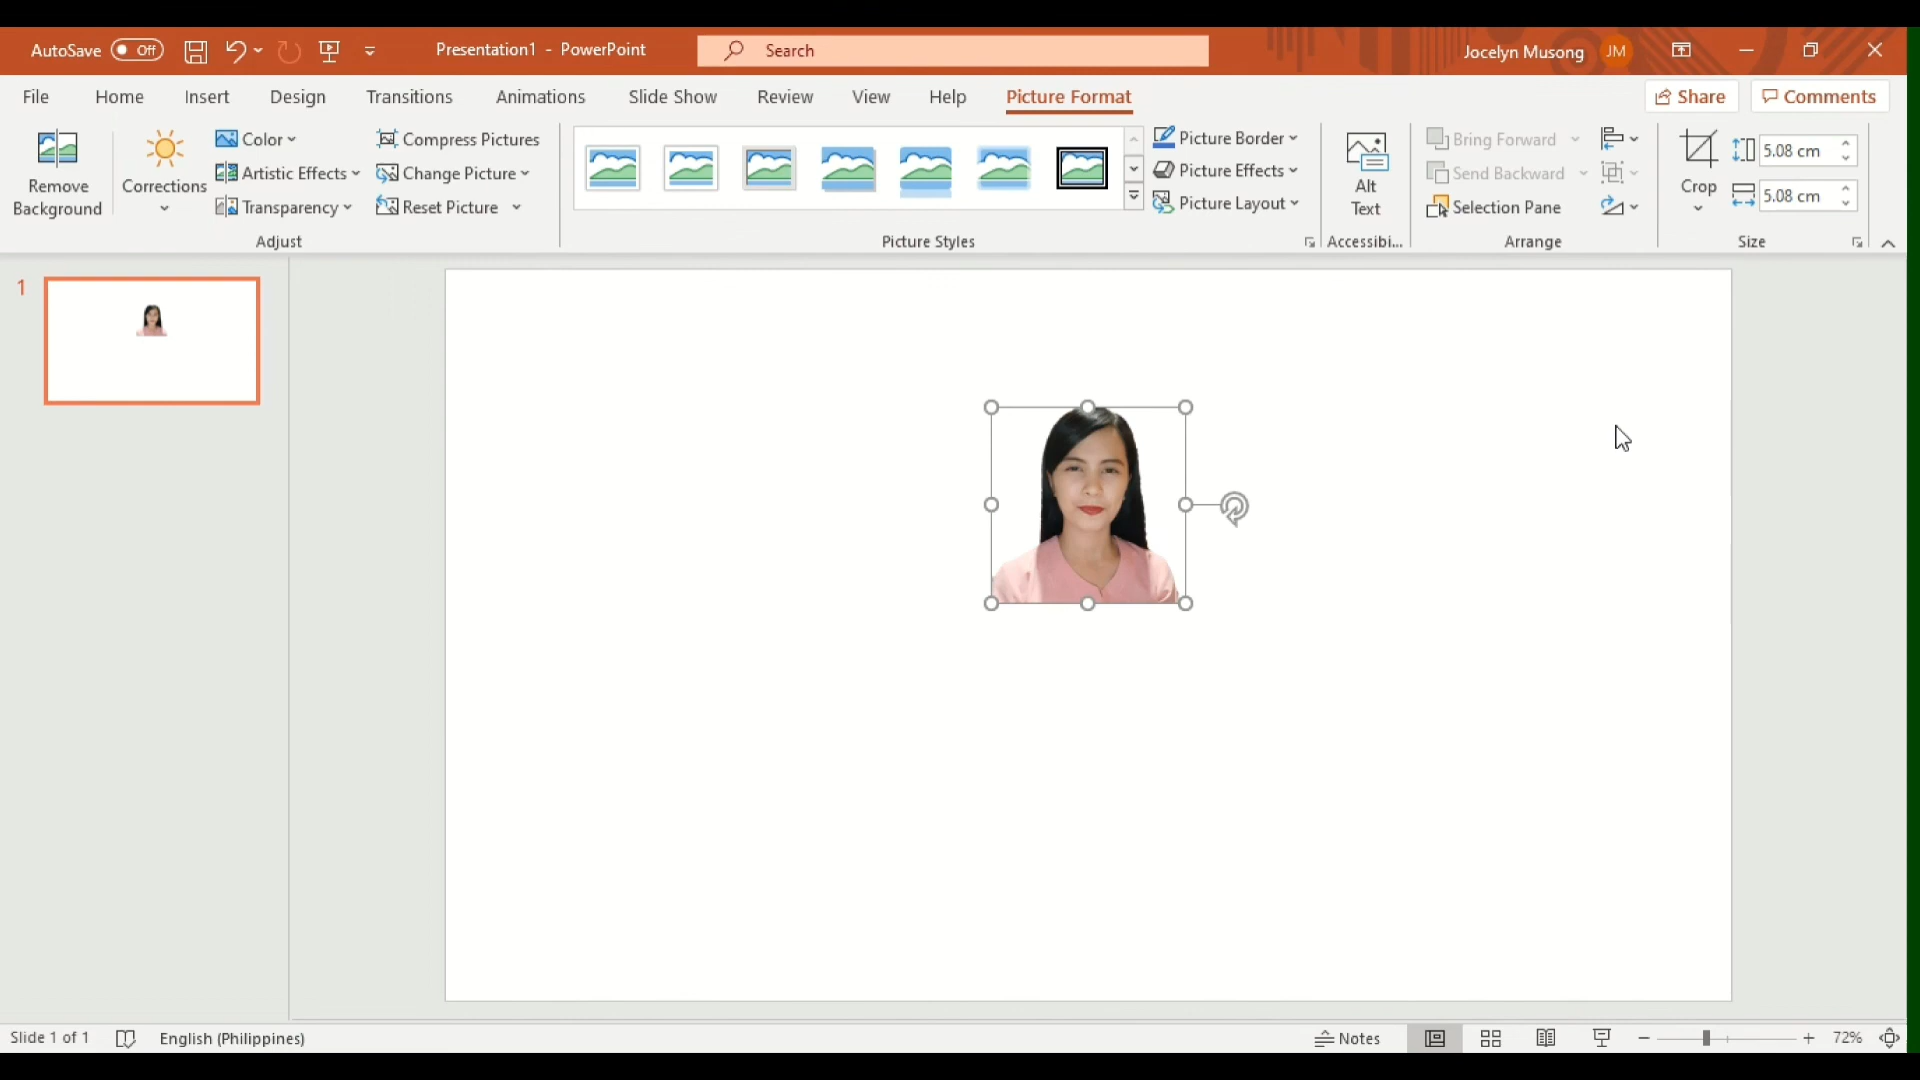 AutoSave Off Presentation1 - PowerPoint Search Jocelyn Musong JM
File Home Insert Design Transitions Animations Slide Show Review View Help Picture Format Share Comments
Remove Background
Corrections
Color
Artistic Effects
Transparency
Compress Pictures
Change Picture
Reset Picture
Adjust
Picture Border
Picture Effects
Picture Layout
Picture Styles
Alt Text
Accessibi...
Bring Forward
Send Backward
Selection Pane
Arrange
Crop
5.08 cm
5.08 cm
Size
1
Slide 1 of 1 English (Philippines) Notes 72%